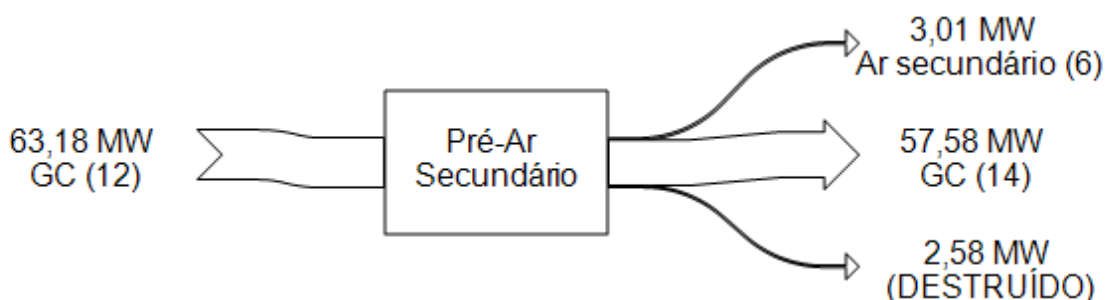 3,01 MW
Ar secundário (6)
63,18 MW
GC (12)
Pré-Ar
Secundário
57,58 MW
GC (14)
2,58 MW
(DESTRUÍDO)